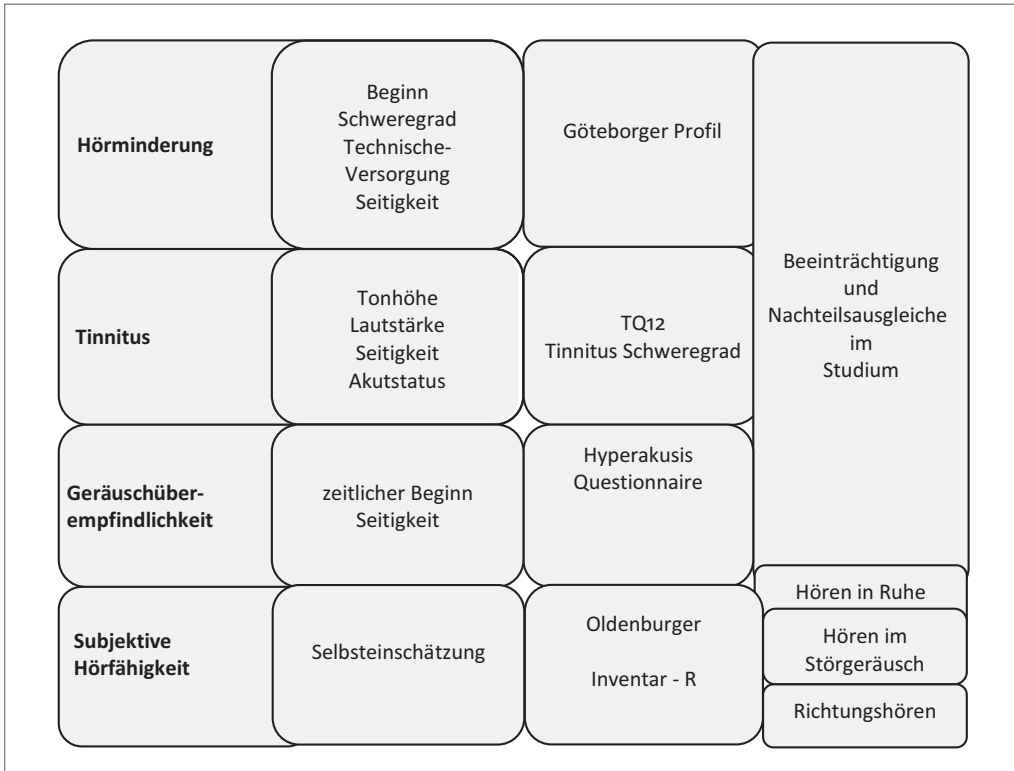 Hörminderung
Beginn
Schweregrad
Technische-
Versorgung
Seitigkeit
Göteborger Profil
Tinnitus
Tonhöhe
Lautstärke
Seitigkeit
Akutstatus
TQ12
Tinnitus Schweregrad
Beeinträchtigung
und
Nachteilsausgleiche
im
Studium
Geräuschüber-
empfindlichkeit
zeitlicher Beginn
Seitigkeit
Hyperakusis
Questionnaire
Subjektive
Hörfähigkeit
Selbsteinschätzung
Oldenburger
Inventar - R
Hören in Ruhe
Hören im
Störgeräusch
Richtungshören